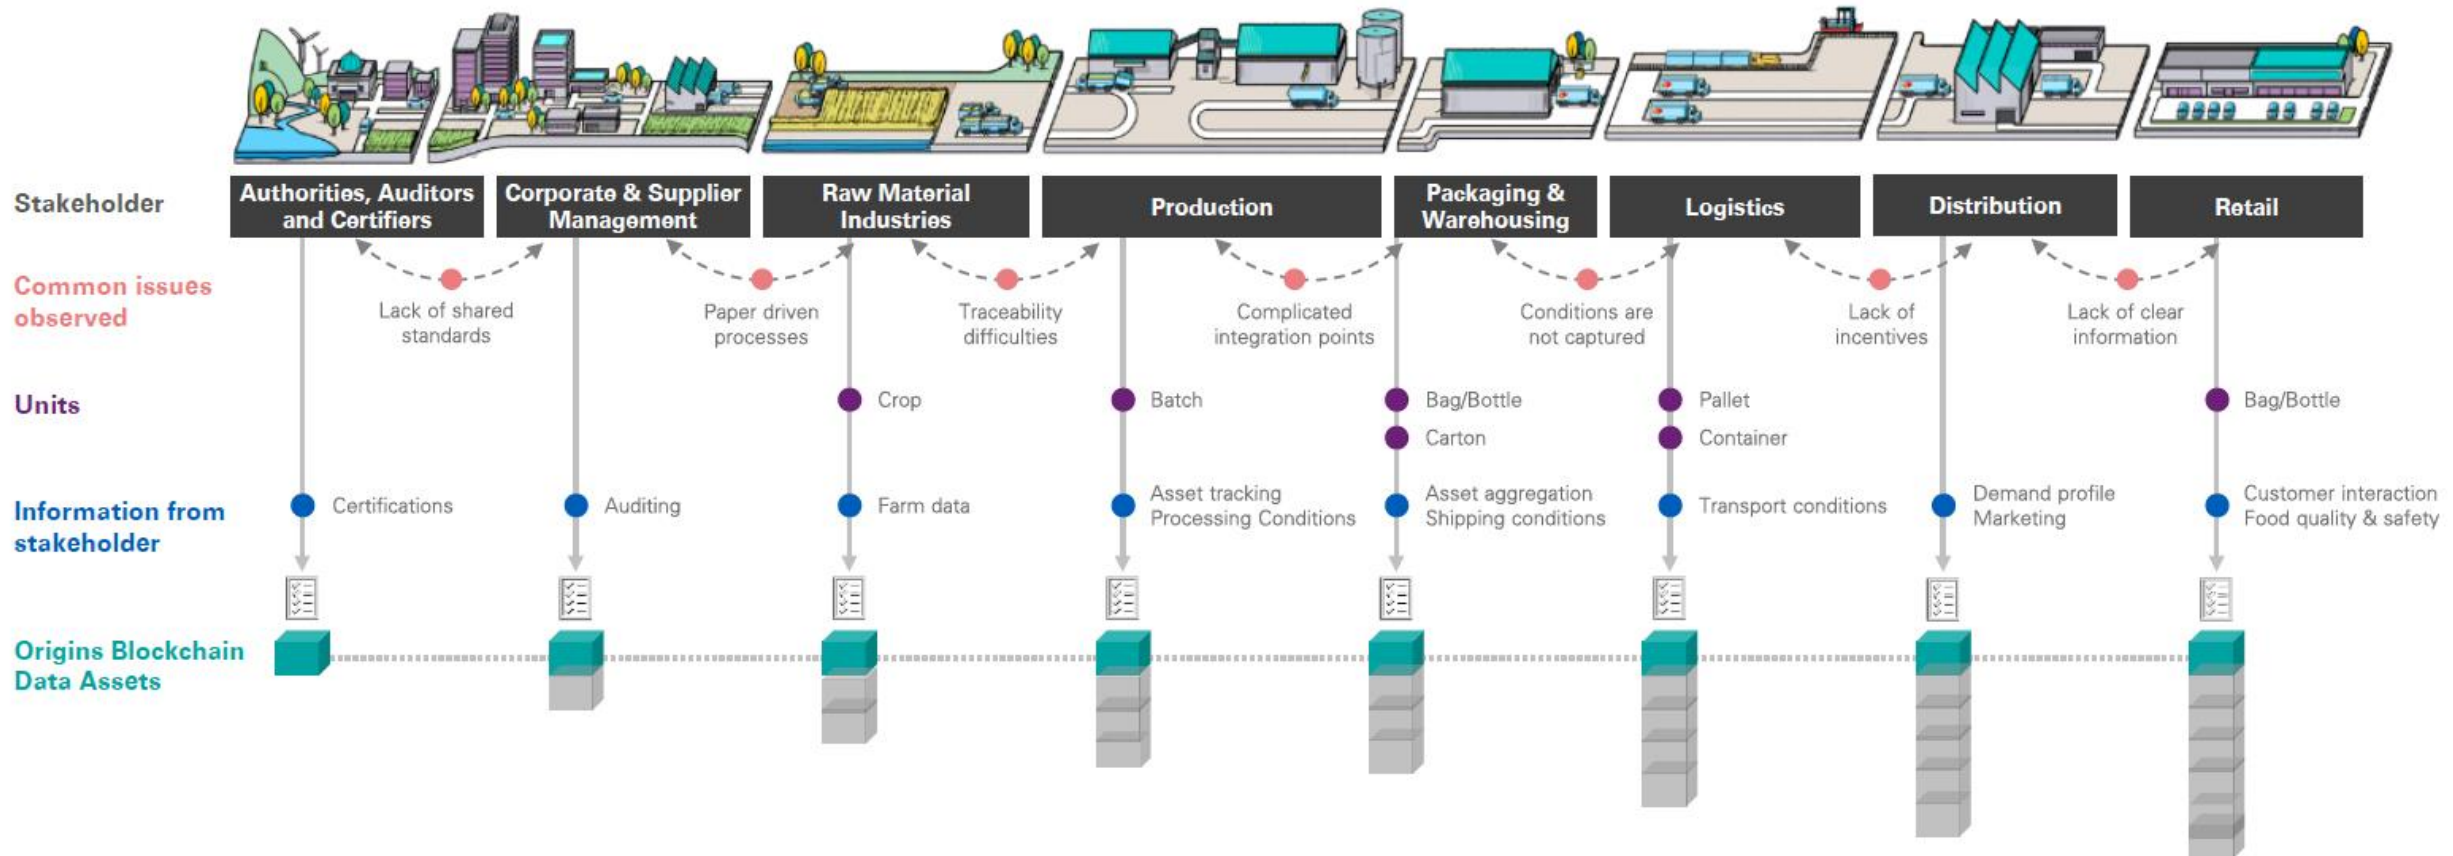 Stakeholder
Authorities, Auditors
and Certifiers
Corporate & Supplier
Management
Raw Material
Industries
Production
Packaging &
Warehousing
Logistics
Distribution
Retail
Common issues
observed
Lack of shared
standards
Paper driven
processes
Traceability
difficulties
Complicated
integration points
Conditions are
not captured
Lack of
incentives
Lack of clear
information
Units
Crop
Batch
Bag/Bottle
Carton
Pallet
Container
Bag/Bottle
Information from
stakeholder
Certifications
Auditing
Farm data
Asset tracking
Processing Conditions
Asset aggregation
Shipping conditions
Transport conditions
Demand profile
Marketing
Customer interaction
Food quality & safety
Origins Blockchain
Data Assets